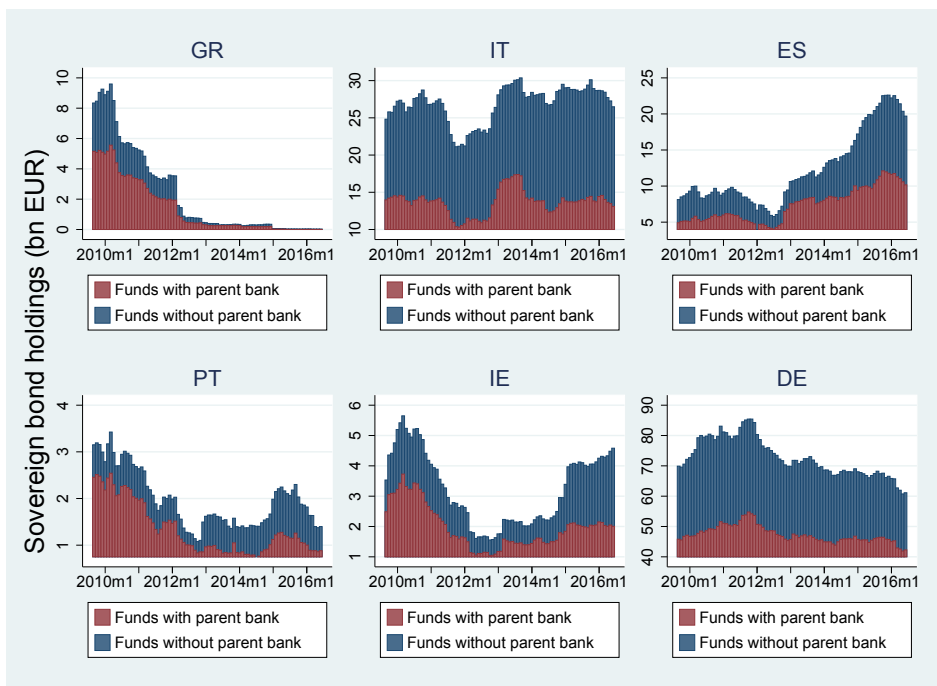 Sovereign bond holdings (bn EUR)
GR
10
8
6
4
2
0
2010m1 2012m1 2014m1 2016m1
Funds with parent bank
Funds without parent bank
IT
30
25
20
15
10
2010m1 2012m1 2014m1 2016m1
Funds with parent bank
Funds without parent bank
ES
25
20
15
10
5
2010m1 2012m1 2014m1 2016m1
Funds with parent bank
Funds without parent bank
PT
4
3
2
1
2010m1 2012m1 2014m1 2016m1
Funds with parent bank
Funds without parent bank
IE
6
5
4
3
2
1
2010m1 2012m1 2014m1 2016m1
Funds with parent bank
Funds without parent bank
DE
90
80
70
60
50
40
2010m1 2012m1 2014m1 2016m1
Funds with parent bank
Funds without parent bank